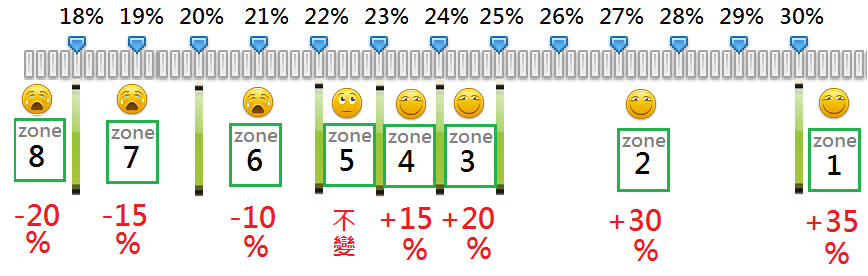 18% 19% 20% 21% 22% 23% 24% 25% 26% 27% 28% 29% 30%
zone 8
zone 7
zone 6
zone 5
zone 4
zone 3
zone 2
zone 1
-20%
-15%
-10%
不變
+15%
+20%
+30%
+35%